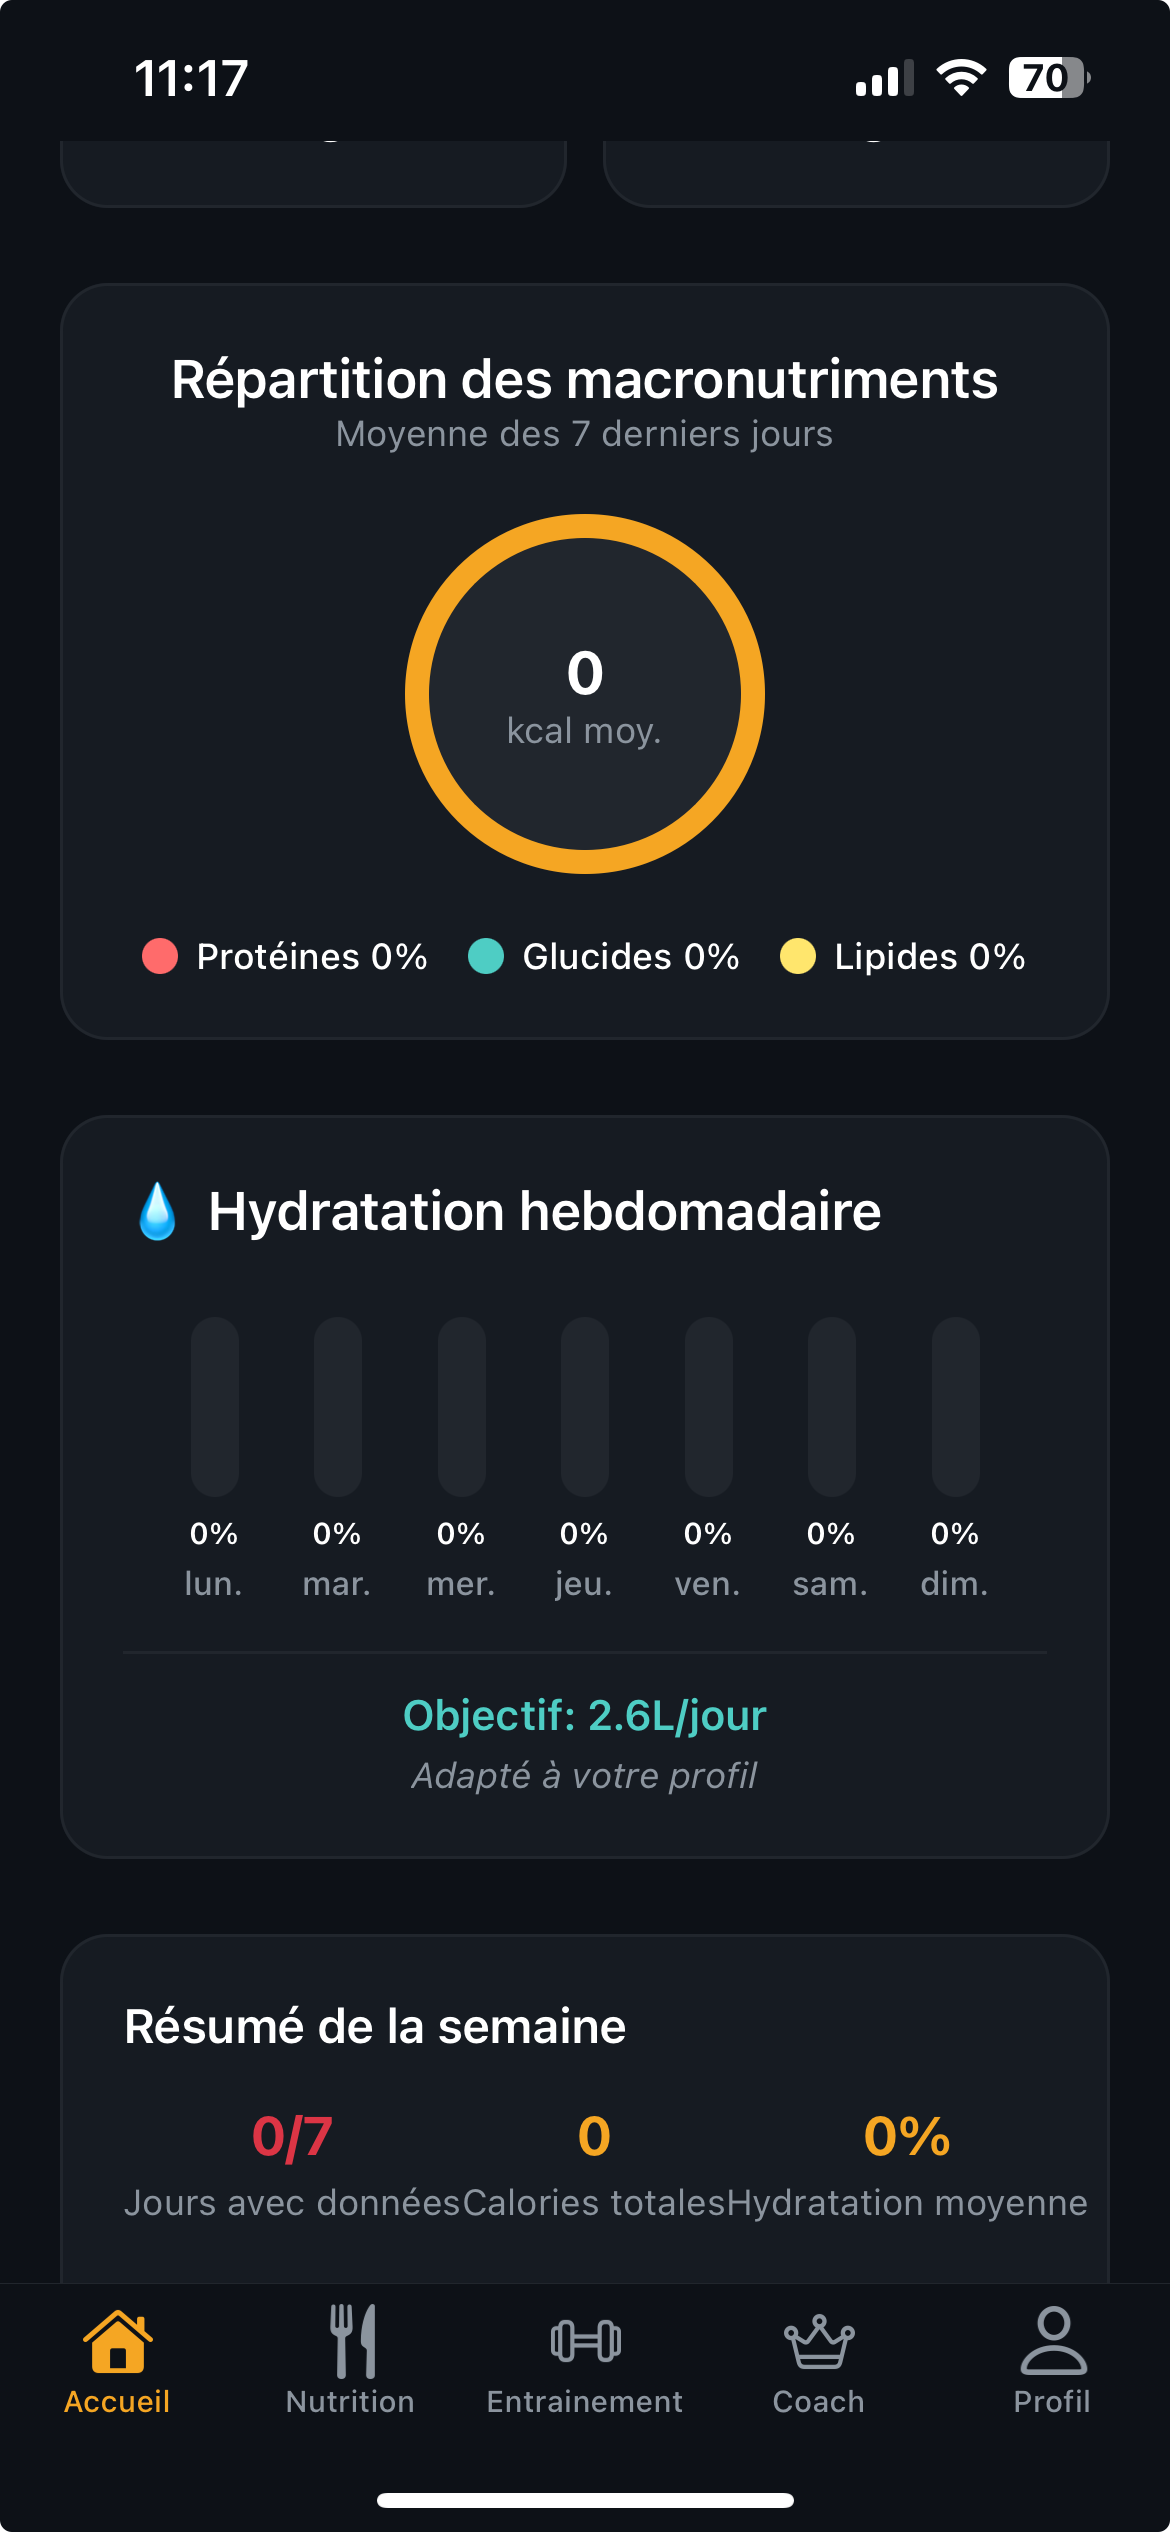 11:17
70
Répartition des macronutriments
Moyenne des 7 derniers jours
0
kcal moy.
Protéines 0% Glucides 0% Lipides 0%
Hydratation hebdomadaire
0% 0% 0% 0% 0% 0% 0%
lun. mar. mer. jeu. ven. sam. dim.
Objectif: 2.6L/jour
Adapté à votre profil
Résumé de la semaine
0/7 0 0%
Jours avec données Calories totales Hydratation moyenne
Accueil Nutrition Entrainement Coach Profil